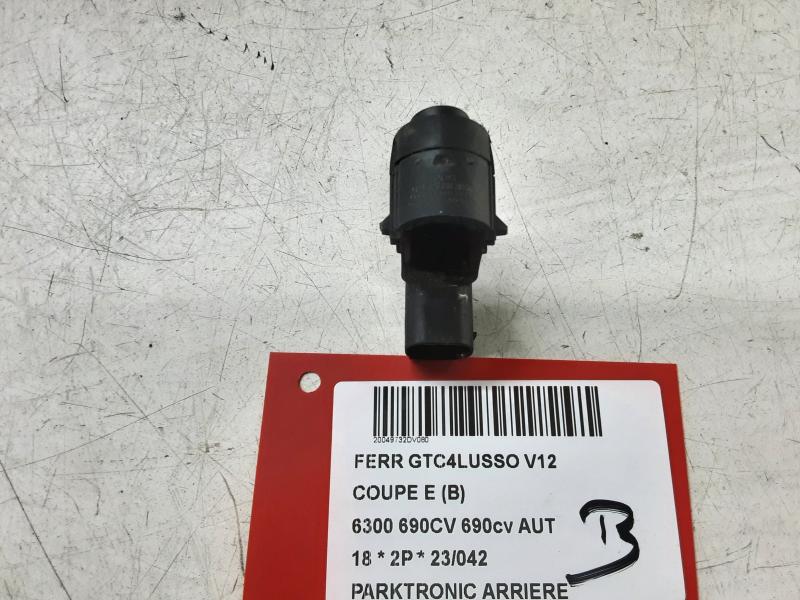 20049732DV080
FERR GTC4LUSSO V12
COUPE E (B)
6300 690CV 690cv AUT
18 * 2P * 23/042
PARKTRONIC ARRIERE
B